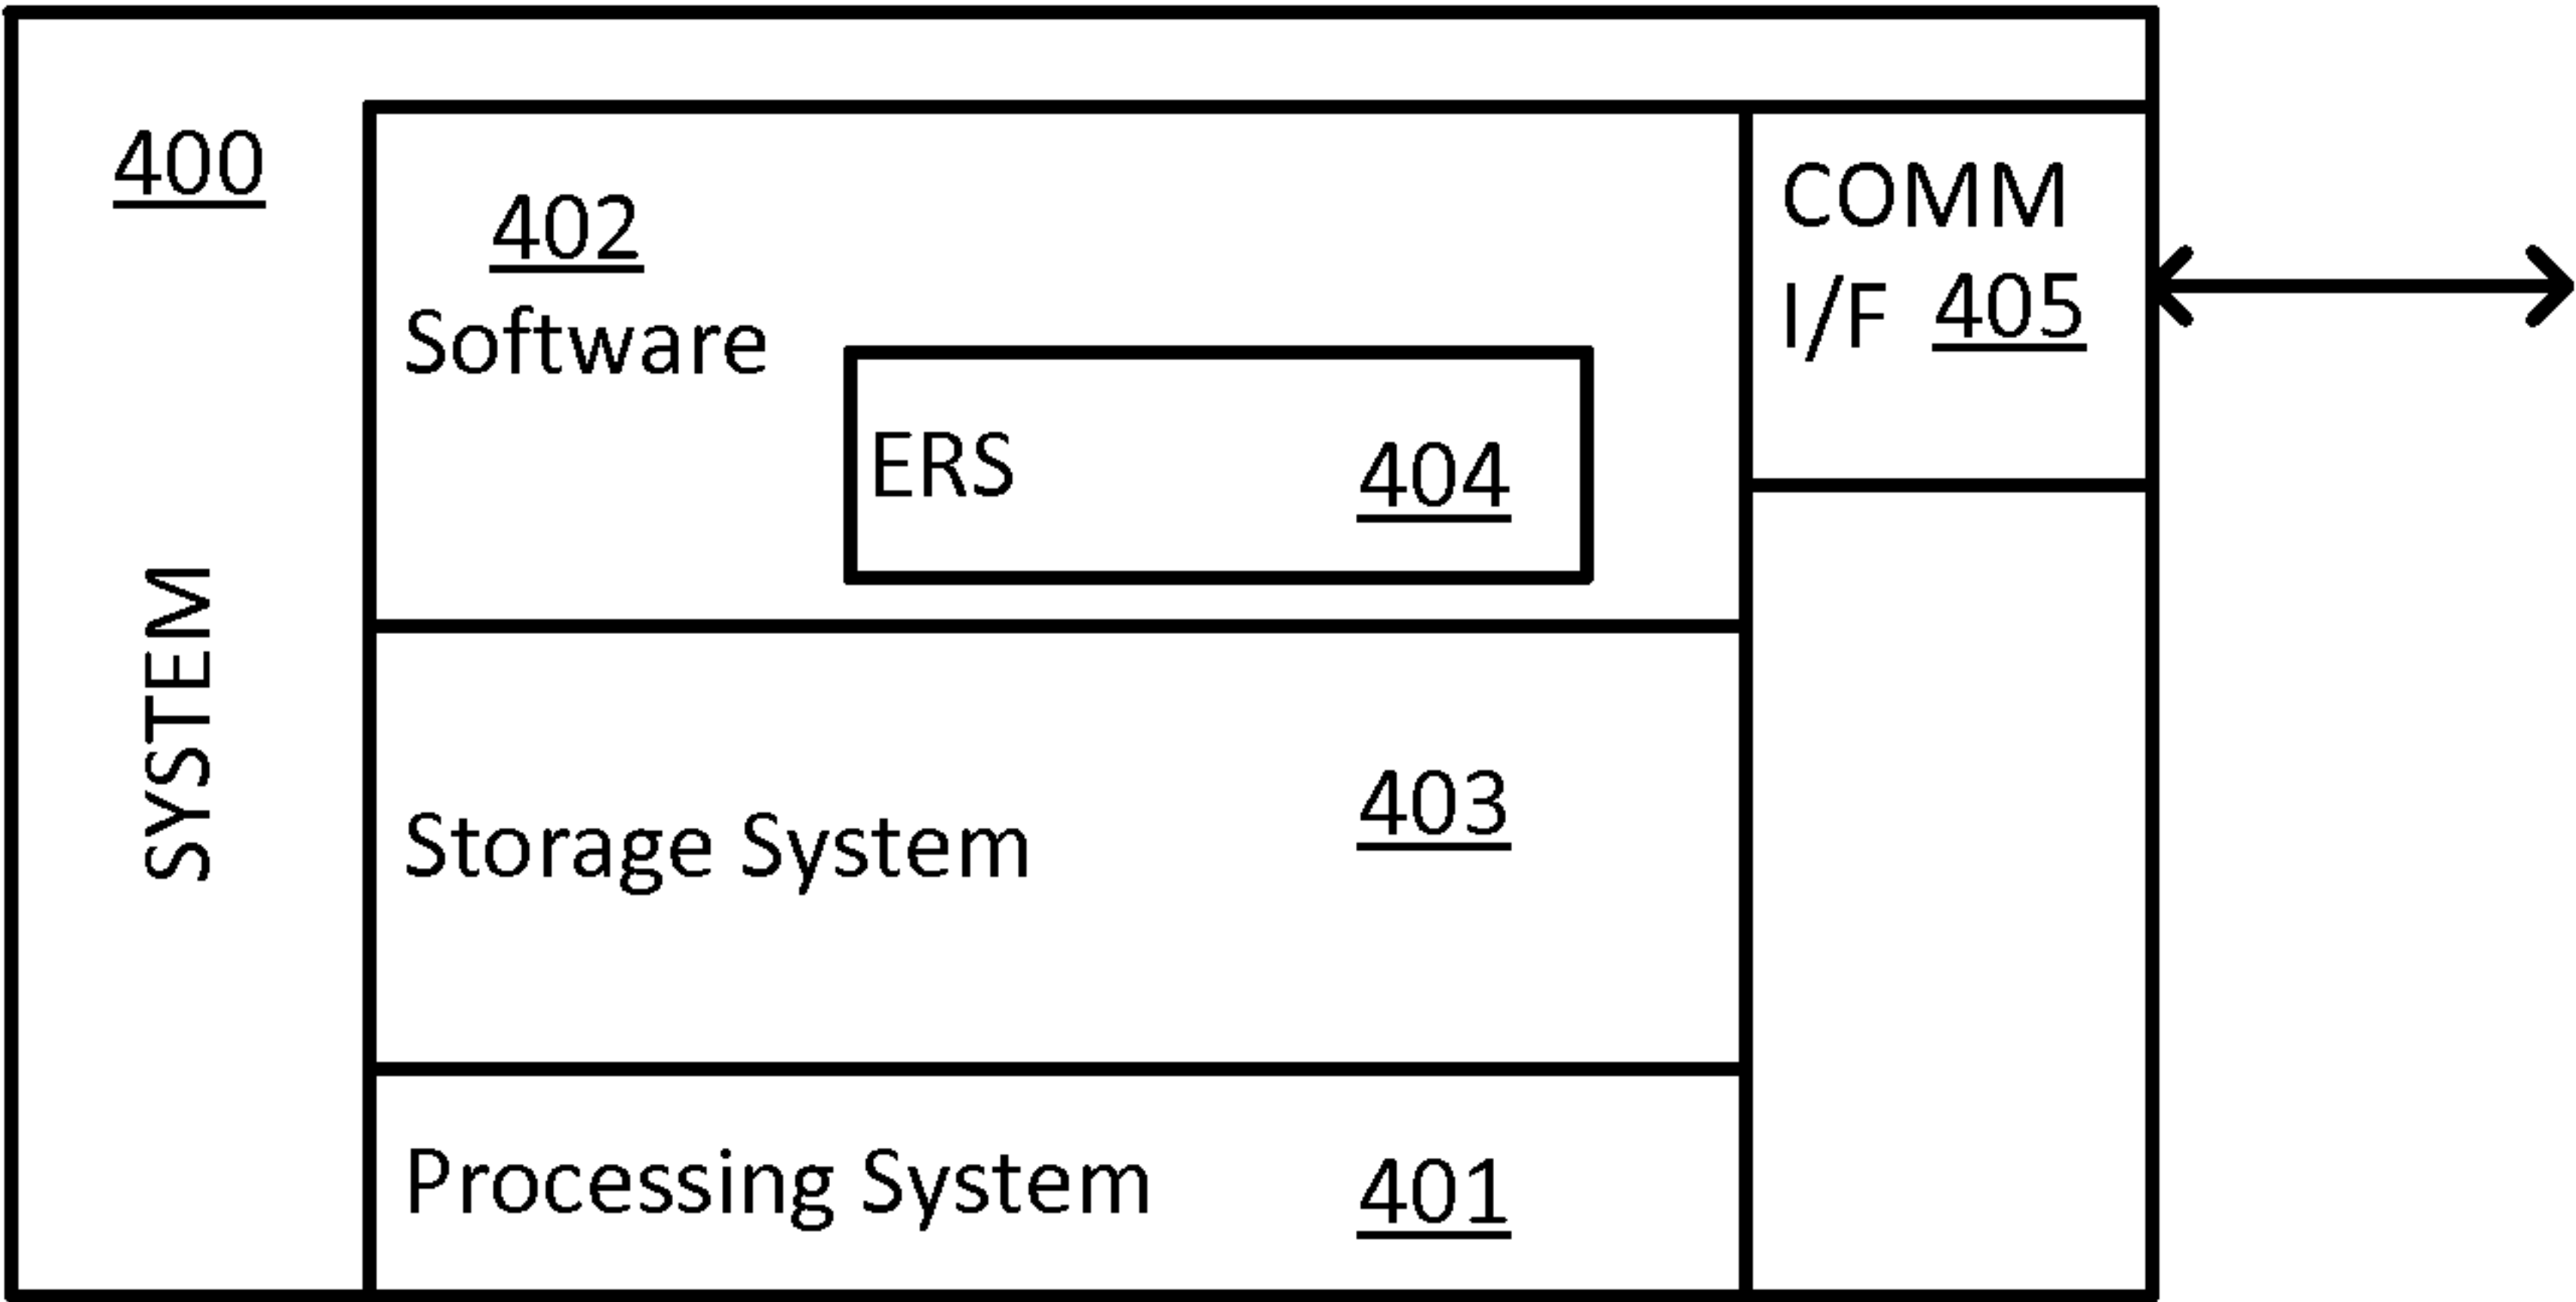 400
SYSTEM
402
Software
ERS 404
Storage System 403
Processing System 401
COMM
I/F 405